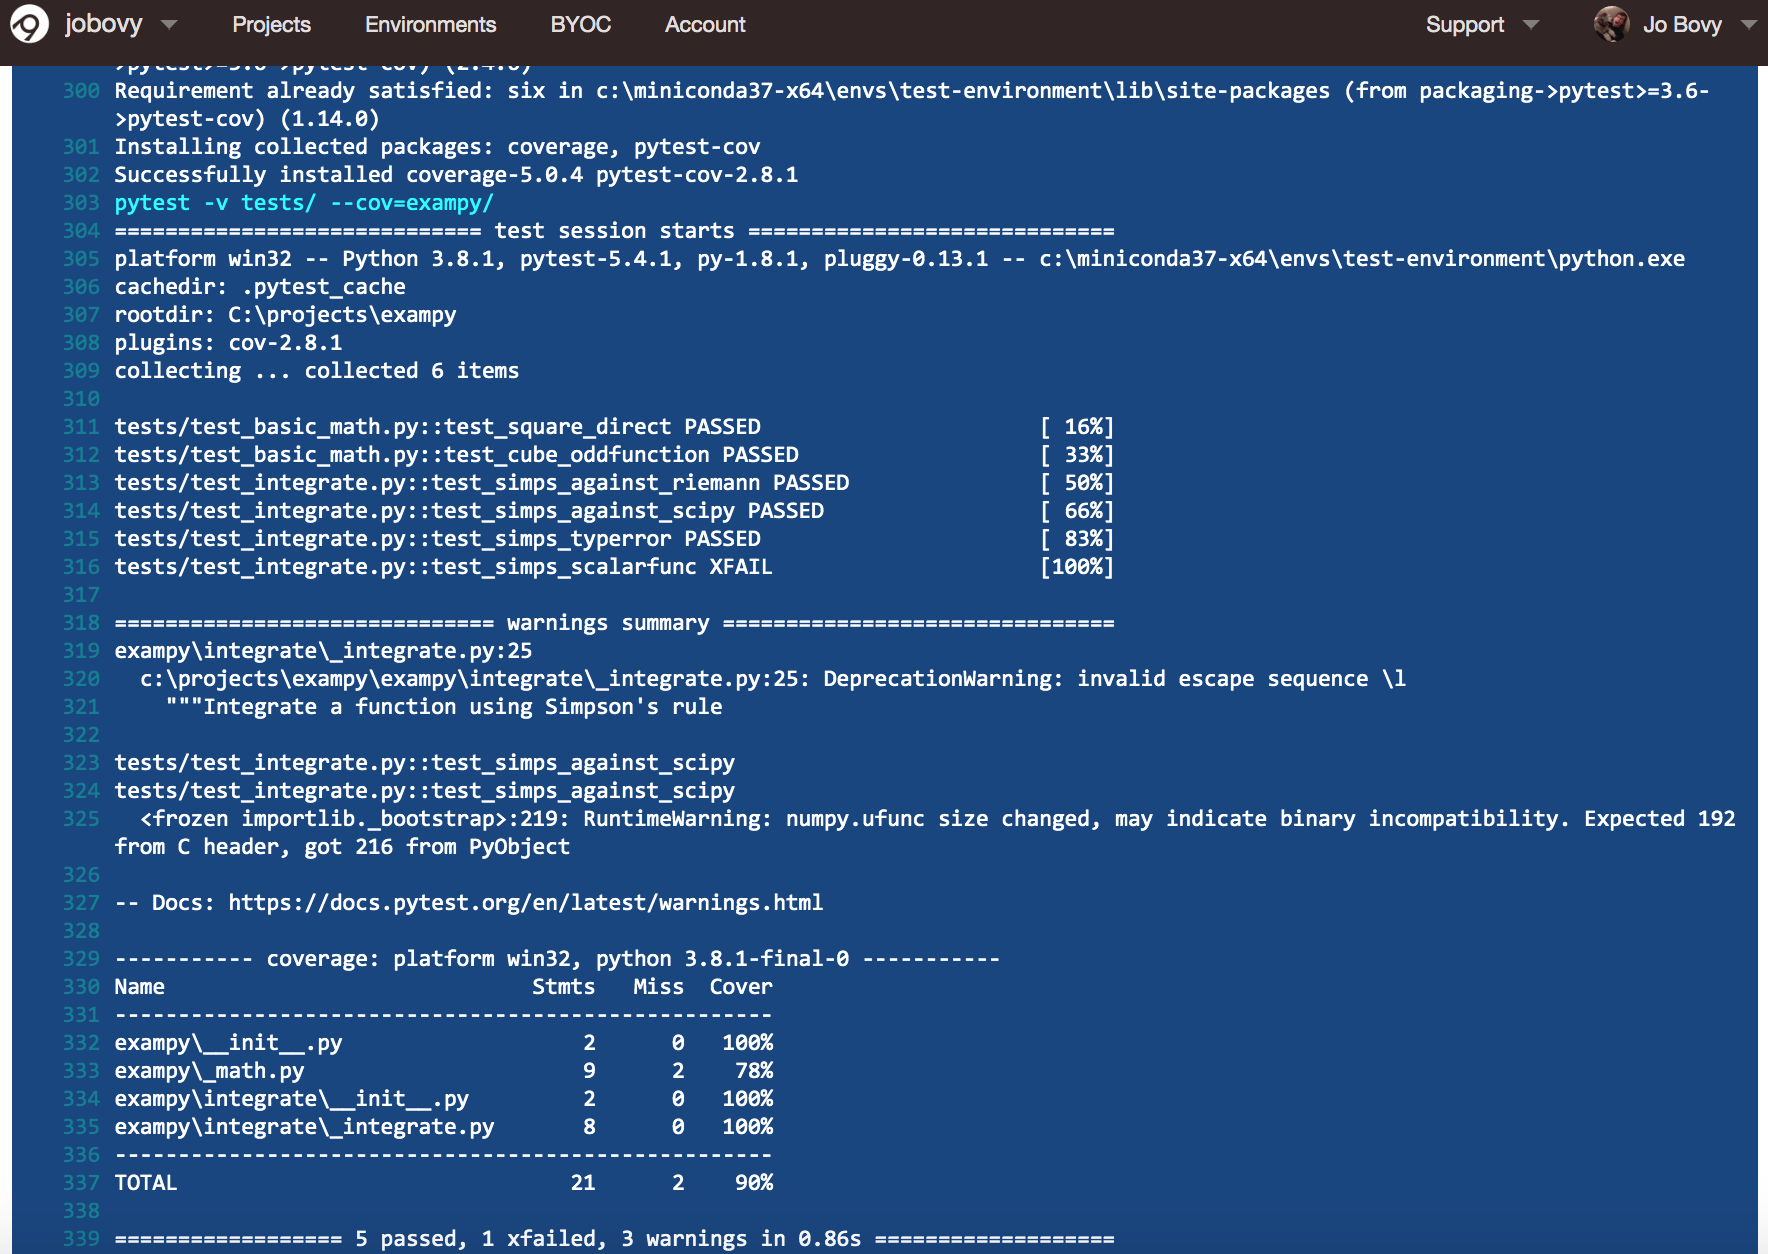 jobovy Projects Environments BYOC Account Support Jo Bovy
>pytest>=3.6->pytest-cov) (2.4.6)
300 Requirement already satisfied: six in c:\miniconda37-x64\envs\test-environment\lib\site-packages (from packaging->pytest>=3.6-
>pytest-cov) (1.14.0)
301 Installing collected packages: coverage, pytest-cov
302 Successfully installed coverage-5.0.4 pytest-cov-2.8.1
303 pytest -v tests/ --cov=exampy/
304 ============================= test session starts =============================
305 platform win32 -- Python 3.8.1, pytest-5.4.1, py-1.8.1, pluggy-0.13.1 -- c:\miniconda37-x64\envs\test-environment\python.exe
306 cachedir: .pytest_cache
307 rootdir: C:\projects\exampy
308 plugins: cov-2.8.1
309 collecting ... collected 6 items
310
311 tests/test_basic_math.py::test_square_direct PASSED [ 16%]
312 tests/test_basic_math.py::test_cube_oddfunction PASSED [ 33%]
313 tests/test_integrate.py::test_simps_against_riemann PASSED [ 50%]
314 tests/test_integrate.py::test_simps_against_scipy PASSED [ 66%]
315 tests/test_integrate.py::test_simps_typerror PASSED [ 83%]
316 tests/test_integrate.py::test_simps_scalarfunc XFAIL [100%]
317
318 ============================== warnings summary ===============================
319 exampy\integrate\_integrate.py:25
320 c:\projects\exampy\exampy\integrate\_integrate.py:25: DeprecationWarning: invalid escape sequence \l
321 """Integrate a function using Simpson's rule
322
323 tests/test_integrate.py::test_simps_against_scipy
324 tests/test_integrate.py::test_simps_against_scipy
325 <frozen importlib._bootstrap>:219: RuntimeWarning: numpy.ufunc size changed, may indicate binary incompatibility. Expected 192
from C header, got 216 from PyObject
326
327 -- Docs: https://docs.pytest.org/en/latest/warnings.html
328
329 ----------- coverage: platform win32, python 3.8.1-final-0 -----------
330 Name Stmts Miss Cover
331 ----------------------------------------------------
332 exampy\__init__.py 2 0 100%
333 exampy\_math.py 9 2 78%
334 exampy\integrate\__init__.py 2 0 100%
335 exampy\integrate\_integrate.py 8 0 100%
336 ----------------------------------------------------
337 TOTAL 21 2 90%
338
339 ================== 5 passed, 1 xfailed, 3 warnings in 0.86s ===================